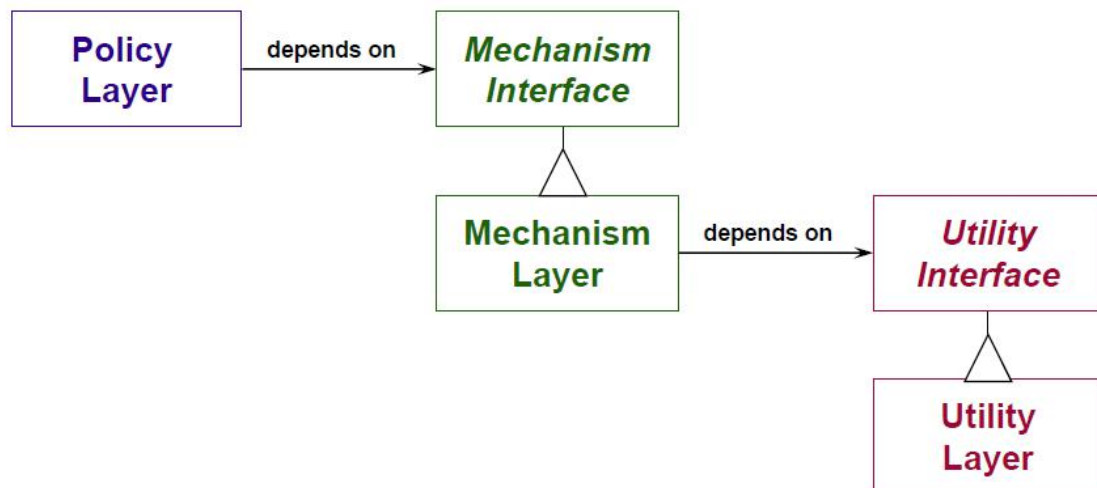 Policy
Layer
depends on
Mechanism
Interface
Mechanism
Layer
depends on
Utility
Interface
Utility
Layer